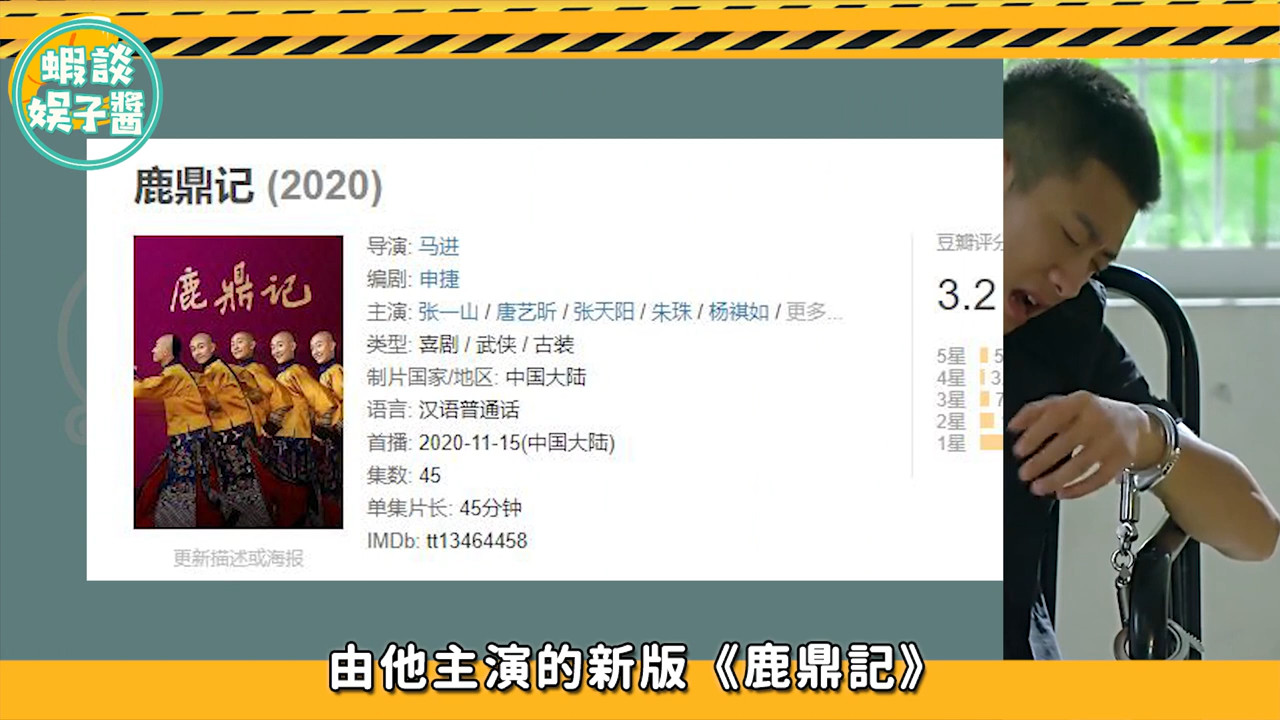 蝦談
娱子醬
鹿鼎记 (2020)
鹿鼎记
导演: 马进
编剧: 申捷
主演: 张一山 / 唐艺昕 / 张天阳 / 朱珠 / 杨祺如 / 更多...
类型: 喜剧 / 武侠 / 古装
制片国家/地区: 中国大陆
语言: 汉语普通话
首播: 2020-11-15(中国大陆)
集数: 45
单集片长: 45分钟
IMDb: tt13464458
更新描述或海报
豆瓣评分
3.2
5星 5
4星 3
3星 7
2星
1星
由他主演的新版《鹿鼎記》